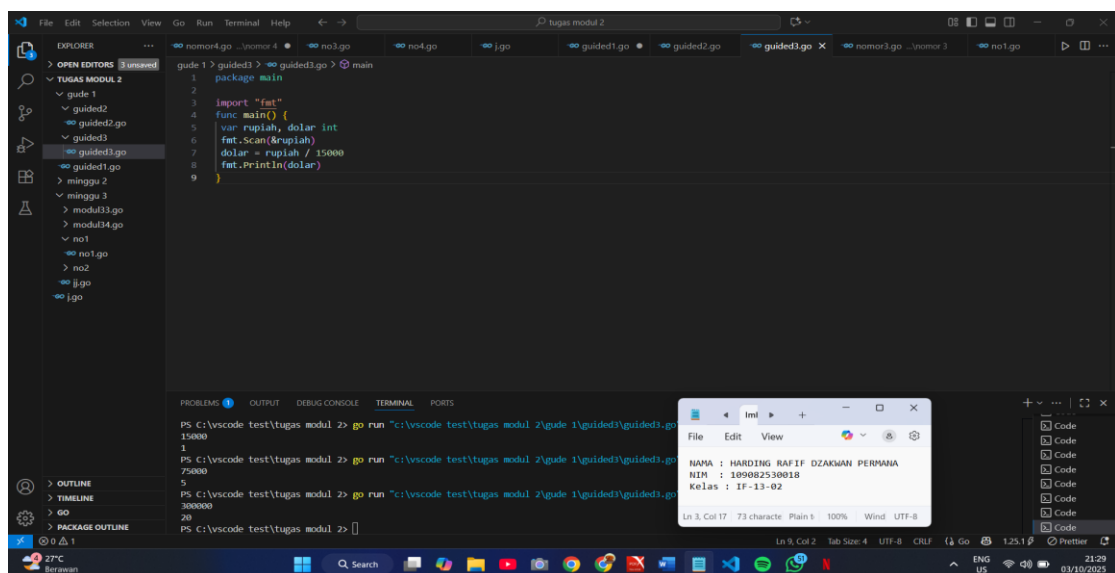 File Edit Selection View Go Run Terminal Help
tugas modul 2
EXPLORER
nomor4.go ...\nomor 4
no3.go
no4.go
j.go
guided1.go
guided2.go
guided3.go
nomor3.go ...\nomor 3
no1.go
OPEN EDITORS 3 unsaved
TUGAS MODUL 2
gude 1
guided2
guided2.go
guided3
guided3.go
guided1.go
minggu 2
minggu 3
modul33.go
modul34.go
no1
no1.go
no2
jj.go
j.go
OUTLINE
TIMELINE
GO
PACKAGE OUTLINE
gude 1 > guided3 > guided3.go > main
1 package main
2
3 import "fmt"
4 func main() {
5 var rupiah, dolar int
6 fmt.Scan(&rupiah)
7 dolar = rupiah / 15000
8 fmt.Println(dolar)
9 }
PROBLEMS 1 OUTPUT DEBUG CONSOLE TERMINAL PORTS
PS C:\vscode test\tugas modul 2> go run "c:\vscode test\tugas modul 2\gude 1\guided3\guided3.go"
15000
1
PS C:\vscode test\tugas modul 2> go run "c:\vscode test\tugas modul 2\gude 1\guided3\guided3.go"
75000
5
PS C:\vscode test\tugas modul 2> go run "c:\vscode test\tugas modul 2\gude 1\guided3\guided3.go"
300000
20
PS C:\vscode test\tugas modul 2>
Code
Code
Code
Code
Code
Code
Code
Code
File Edit View
NAMA : HARDING RAFIF DZAKWAN PERMANA
NIM : 109082530018
Kelas : IF-13-02
Ln 3, Col 17 73 characte Plain t 100% Wind UTF-8
0 1
Ln 9, Col 2 Tab Size: 4 UTF-8 CRLF Go 1.25.1 Prettier
27°C
Berawan
Search
ENG
US
21:29
03/10/2025